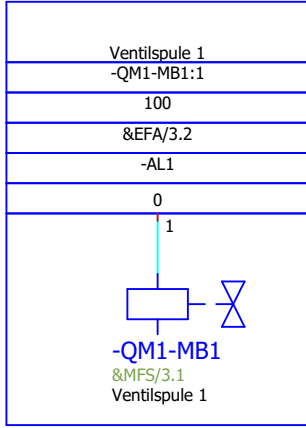 Ventilspule 1
-QM1-MB1:1
100
&EFA/3.2
-AL1
0
1
-QM1-MB1
&MFS/3.1
Ventilspule 1